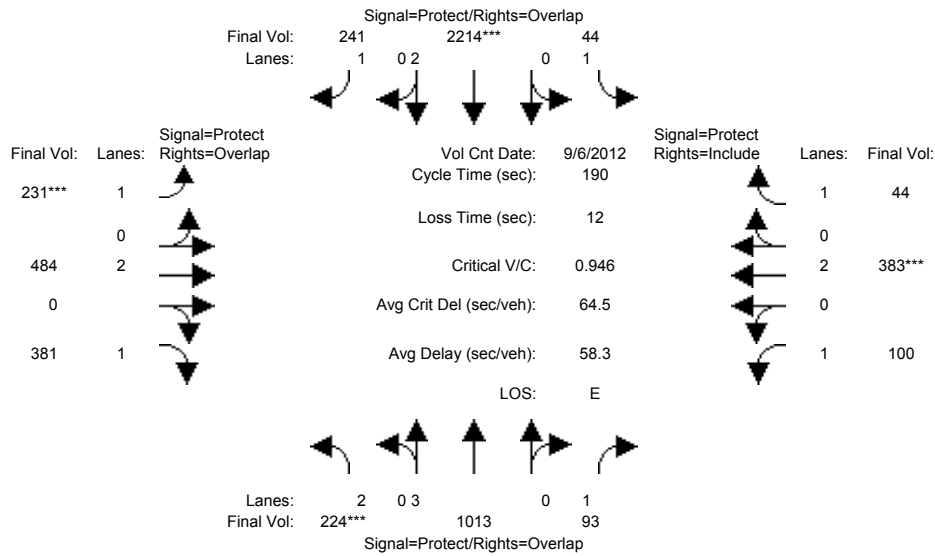 Signal=Protect/Rights=Overlap
Final Vol: 241 2214*** 44
Lanes: 1 0 2 0 1
Signal=Protect Signal=Protect
Final Vol: Lanes: Rights=Overlap Vol Cnt Date: 9/6/2012 Rights=Include Lanes: Final Vol:
Cycle Time (sec): 190
231*** 1 1 44
Loss Time (sec): 12
0 0
484 2 Critical V/C: 0.946 2 383***
0 Avg Crit Del (sec/veh): 64.5 0
381 1 Avg Delay (sec/veh): 58.3 1 100
LOS: E
Lanes: 2 0 3 0 1
Final Vol: 224*** 1013 93
Signal=Protect/Rights=Overlap